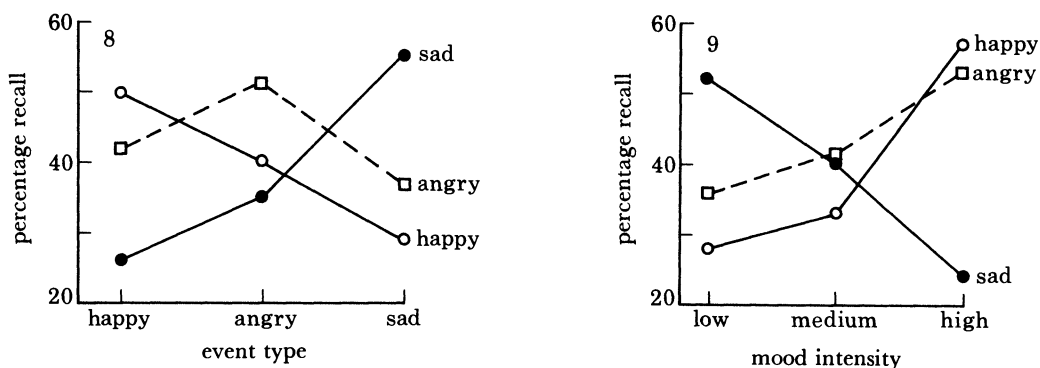 60
8
sad
percentage recall
40
angry
happy
20
happy angry sad
event type
60
9
happy
angry
percentage recall
40
sad
20
low medium high
mood intensity